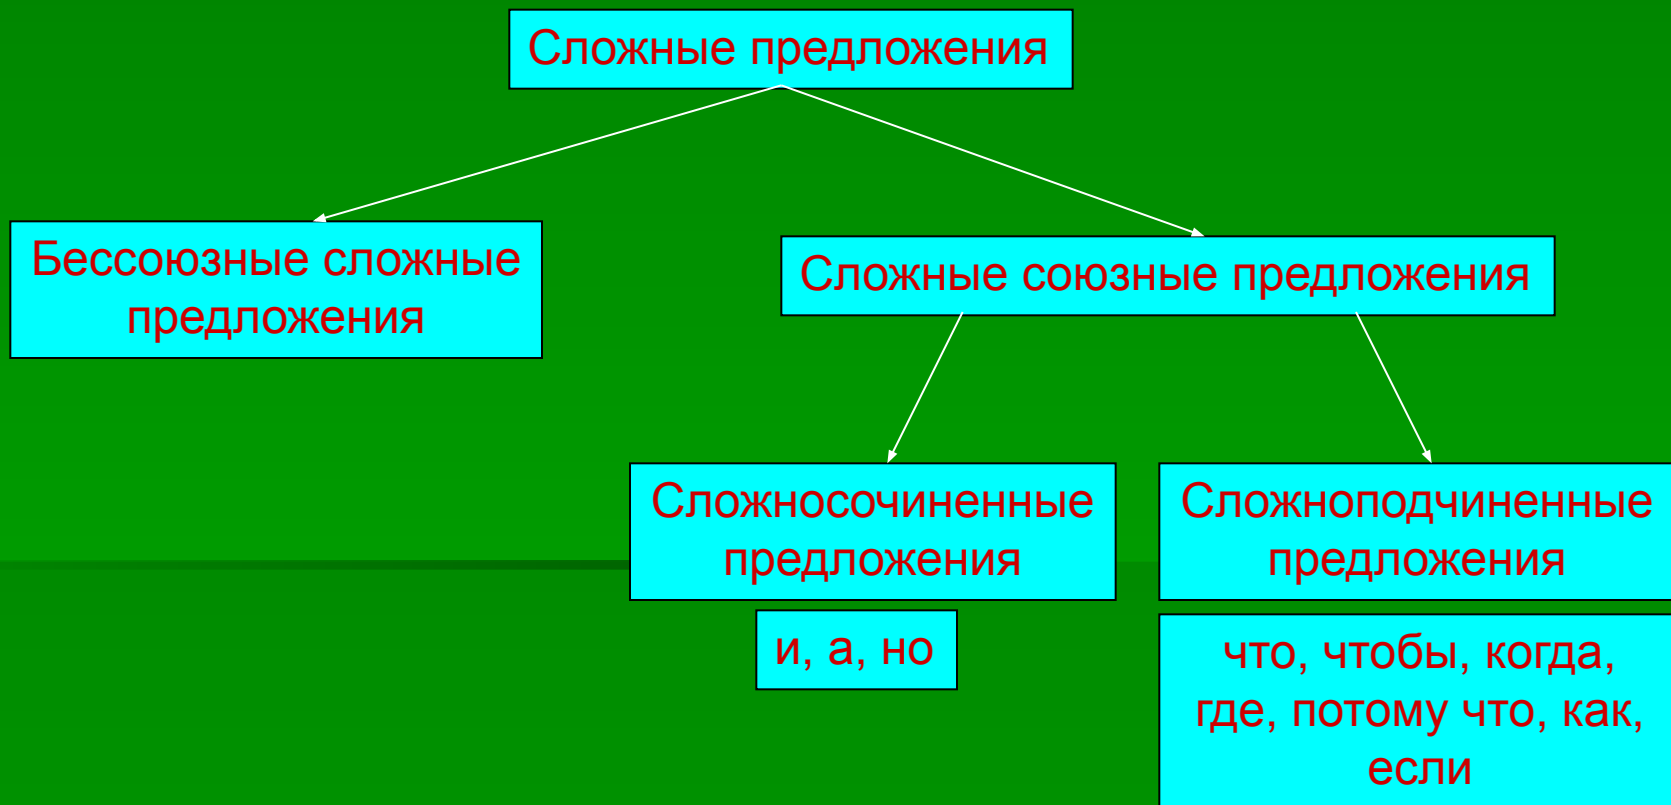 Сложные предложения
Бессоюзные сложные
предложения
Сложные союзные предложения
Сложносочиненные
предложения
и, а, но
Сложноподчиненные
предложения
что, чтобы, когда,
где, потому что, как,
если